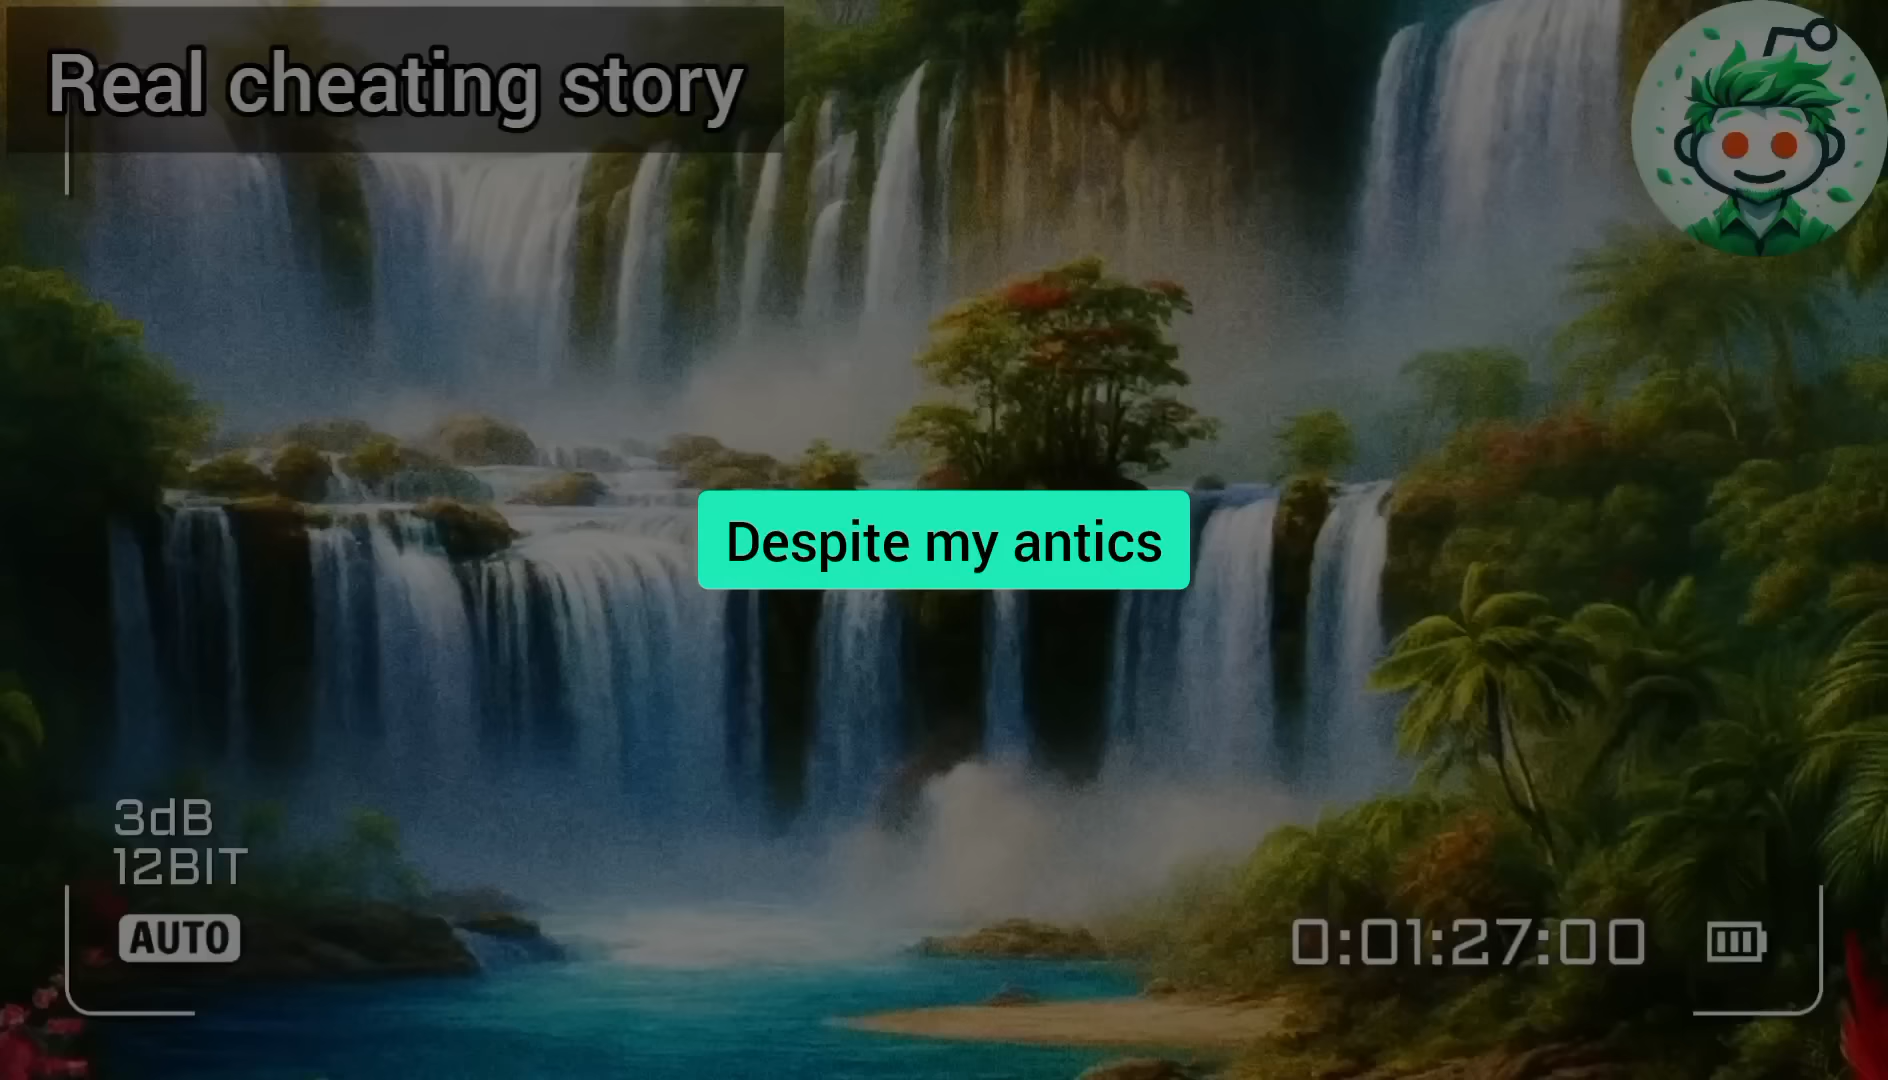 Real cheating story
Despite my antics
3dB
12BIT
AUTO
0:01:27:00